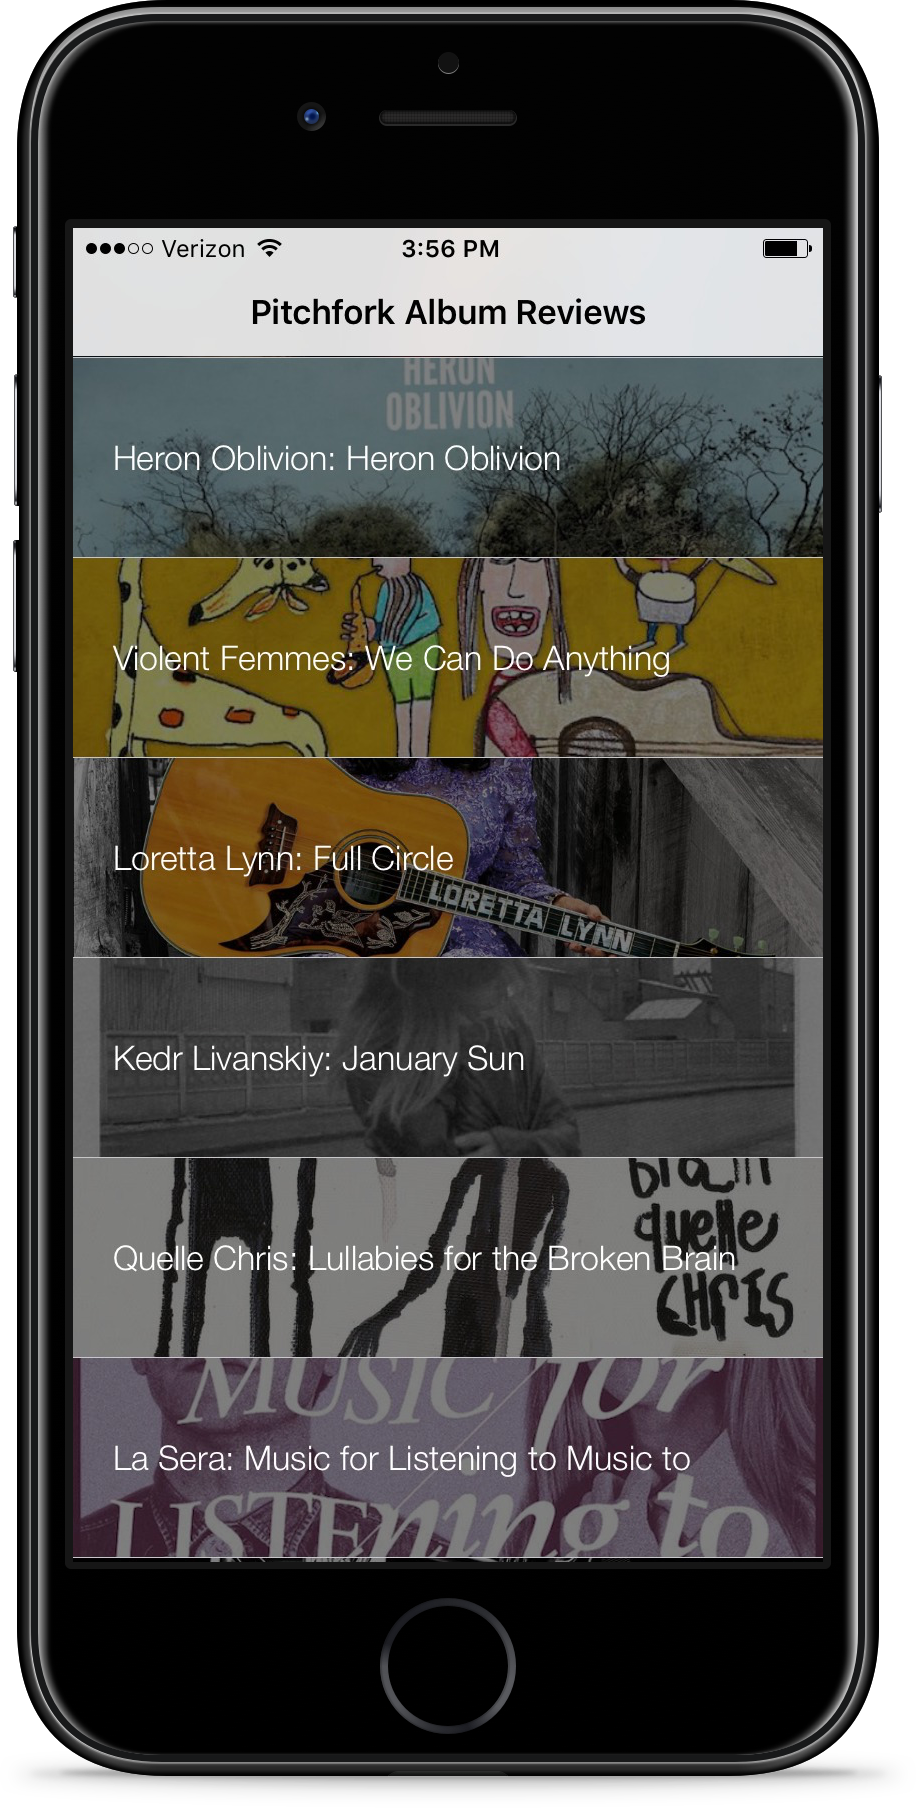 Verizon 3:56 PM
Pitchfork Album Reviews
HERON
OBLIVION
Heron Oblivion: Heron Oblivion
Violent Femmes: We Can Do Anything
Loretta Lynn: Full Circle
LORETTA LYNN
Kedr Livanskiy: January Sun
Brain
quelle
CHRIS
Quelle Chris: Lullabies for the Broken Brain
MUSIC for
La Sera: Music for Listening to Music to
LISTENING to